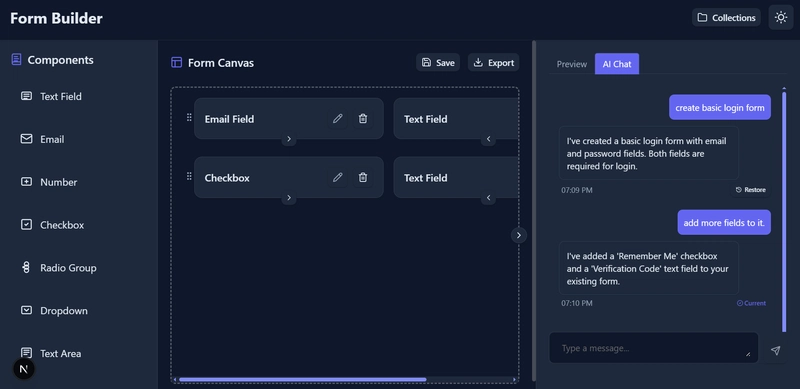 Form Builder
Collections
Components
Text Field
Email
Number
Checkbox
Radio Group
Dropdown
Text Area
N
Form Canvas
Save
Export
Email Field
Text Field
Checkbox
Text Field
Preview
AI Chat
create basic login form
I've created a basic login form with email
and password fields. Both fields are
required for login.
07:09 PM
Restore
add more fields to it.
I've added a 'Remember Me' checkbox
and a 'Verification Code' text field to your
existing form.
07:10 PM
Current
Type a message...